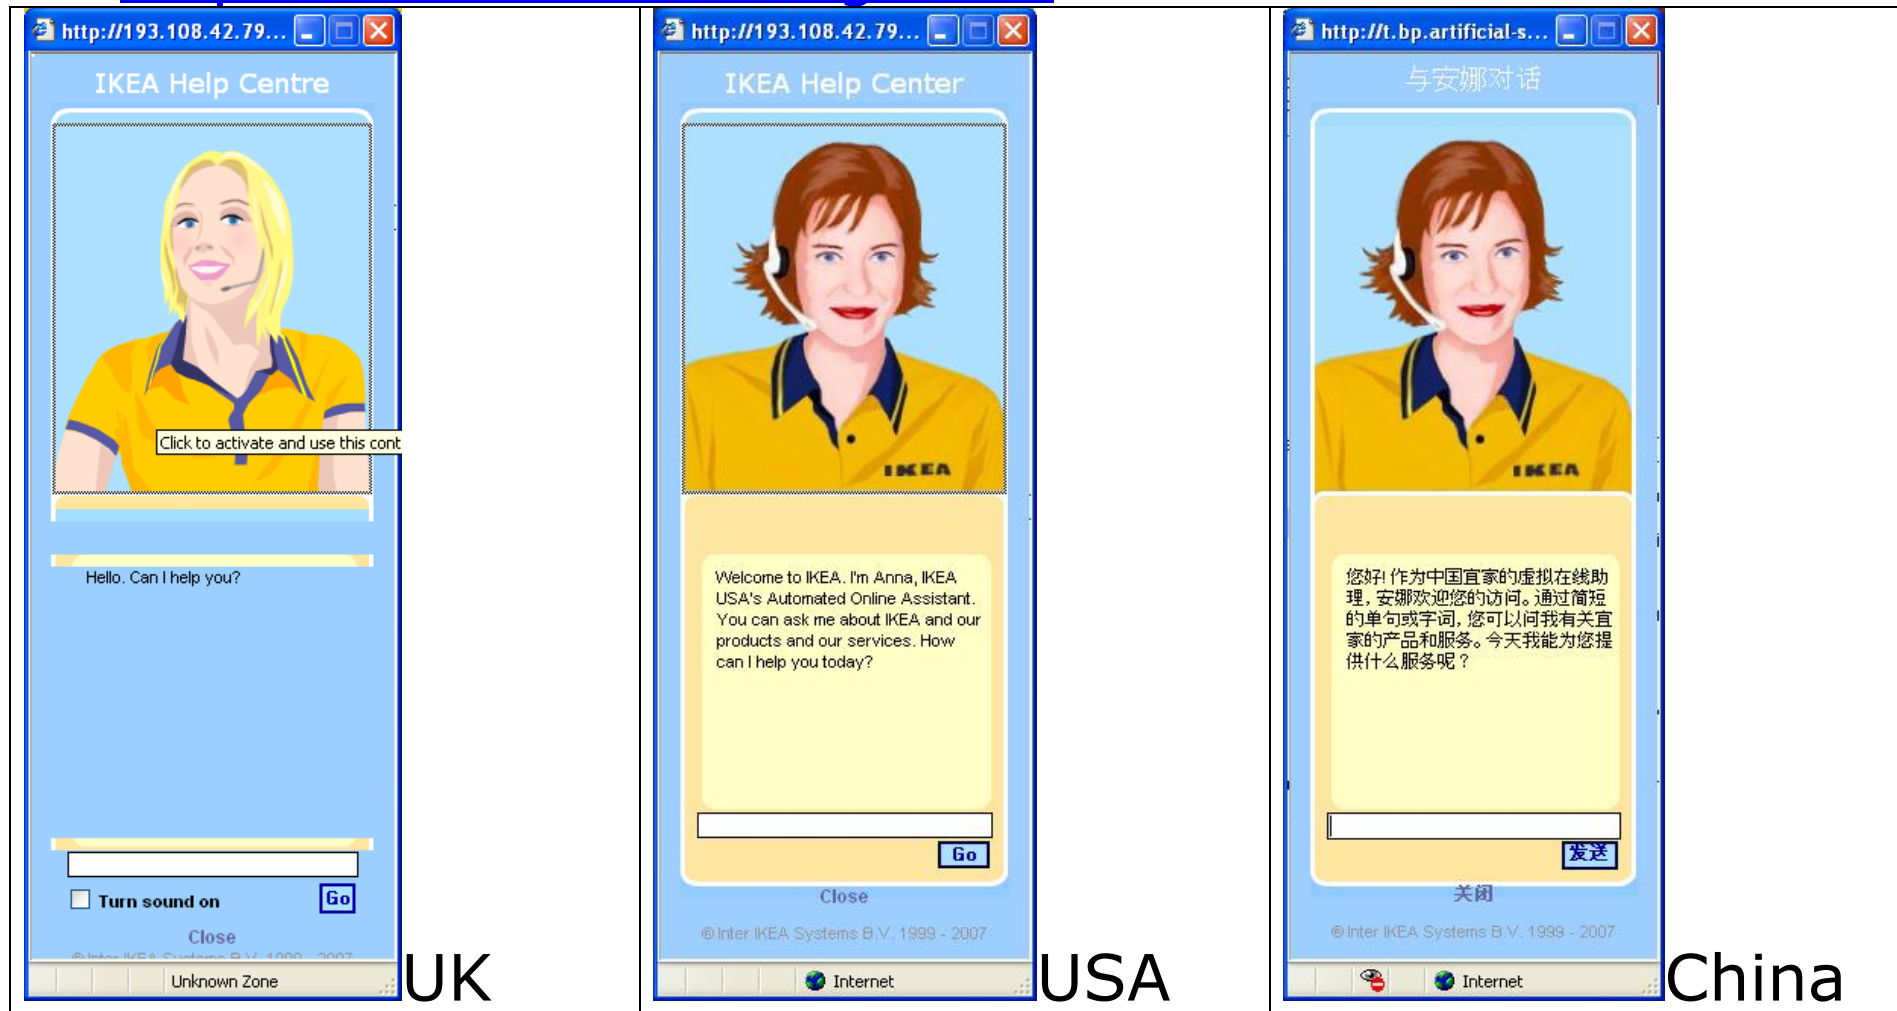 http://193.108.42.79...
IKEA Help Centre
Click to activate and use this cont
Hello. Can I help you?
Turn sound on
Go
Close
© Inter IKEA Systems B.V. 1999 - 2007
Unknown Zone
UK
http://193.108.42.79...
IKEA Help Center
IKEA
Welcome to IKEA. I'm Anna, IKEA
USA's Automated Online Assistant.
You can ask me about IKEA and our
products and our services. How
can I help you today?
Go
Close
© Inter IKEA Systems B.V. 1999 - 2007
Internet
USA
http://t.bp.artificial-s...
与安娜对话
IKEA
您好! 作为中国宜家的虚拟在线助
理, 安娜欢迎您的访问。通过简短
的单句或字词, 您可以问我有关宜
家的产品和服务。今天我能为您提
供什么服务呢？
发送
关闭
© Inter IKEA Systems B.V. 1999 - 2007
Internet
China